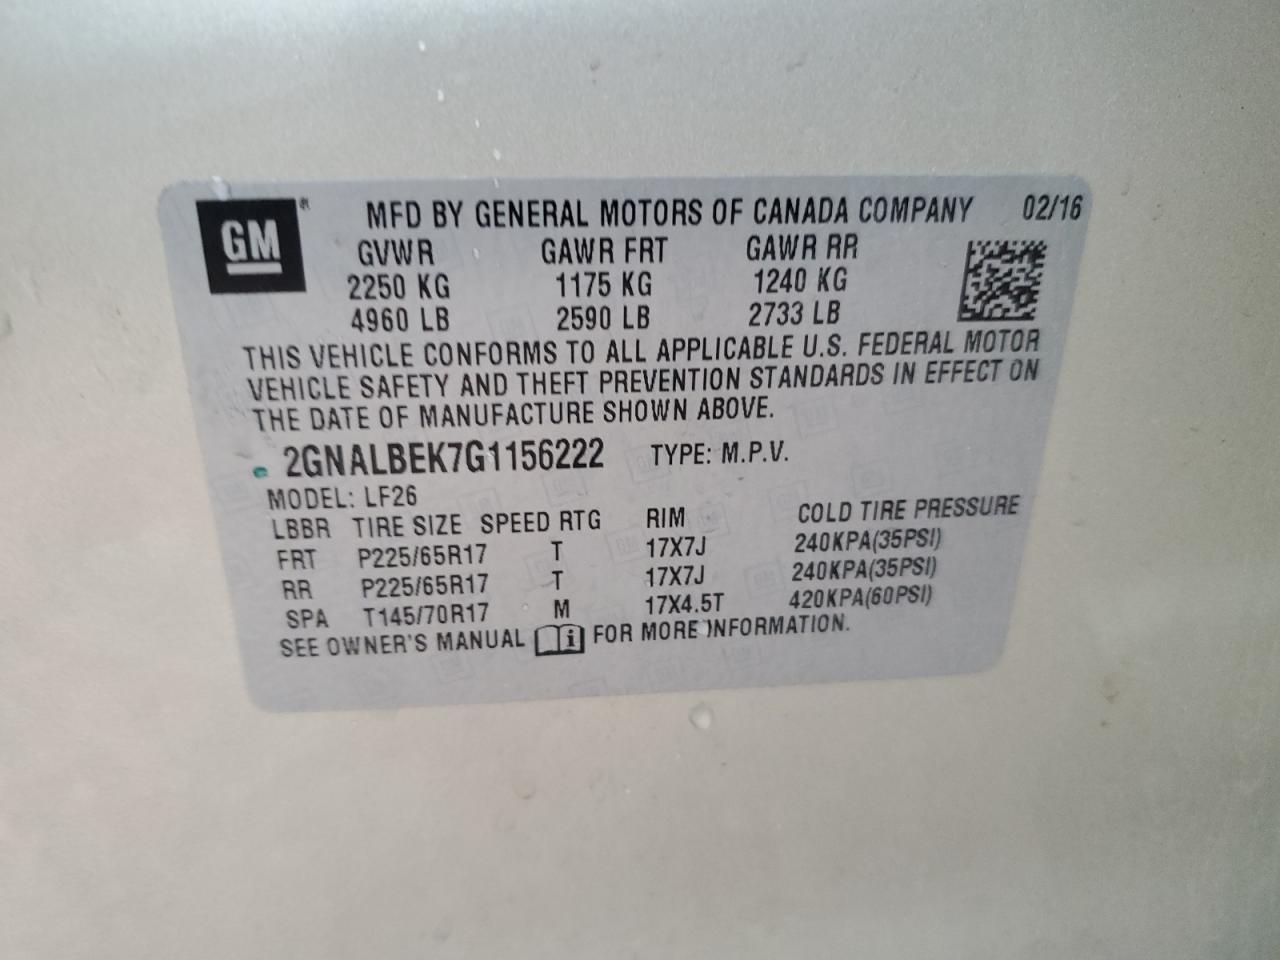 GM ® MFD BY GENERAL MOTORS OF CANADA COMPANY 02/16
GVWR GAWR FRT GAWR RR
2250 KG 1175 KG 1240 KG
4960 LB 2590 LB 2733 LB
THIS VEHICLE CONFORMS TO ALL APPLICABLE U.S. FEDERAL MOTOR
VEHICLE SAFETY AND THEFT PREVENTION STANDARDS IN EFFECT ON
THE DATE OF MANUFACTURE SHOWN ABOVE.
2GNALBEK7G1156222 TYPE: M.P.V.
MODEL: LF26
LBBR TIRE SIZE SPEED RTG RIM COLD TIRE PRESSURE
FRT P225/65R17 T 17X7J 240KPA(35PSI)
RR P225/65R17 T 17X7J 240KPA(35PSI)
SPA T145/70R17 M 17X4.5T 420KPA(60PSI)
SEE OWNER'S MANUAL i FOR MORE INFORMATION.